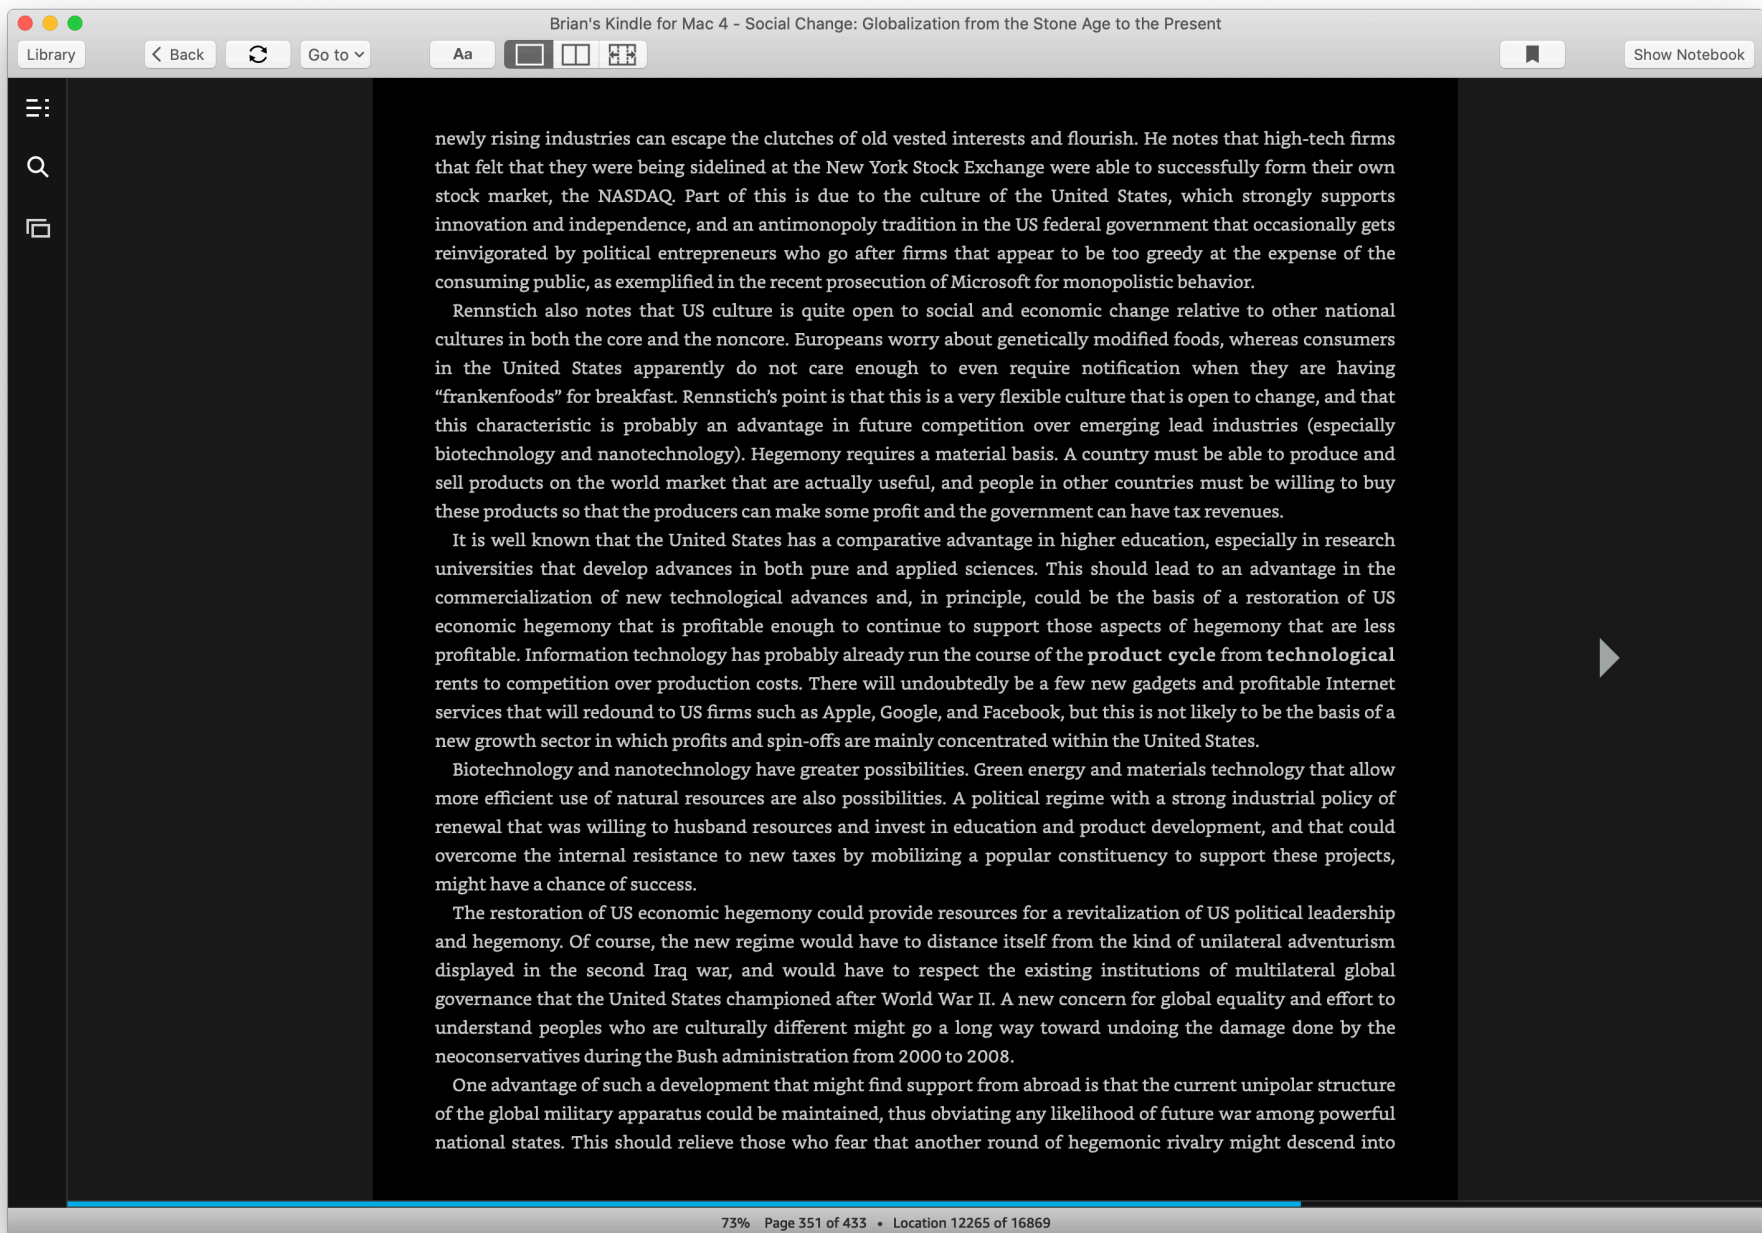 Brian's Kindle for Mac 4 - Social Change: Globalization from the Stone Age to the Present
Library
Back
Go to
Aa
Show Notebook
newly rising industries can escape the clutches of old vested interests and flourish. He notes that high-tech firms
that felt that they were being sidelined at the New York Stock Exchange were able to successfully form their own
stock market, the NASDAQ. Part of this is due to the culture of the United States, which strongly supports
innovation and independence, and an antimonopoly tradition in the US federal government that occasionally gets
reinvigorated by political entrepreneurs who go after firms that appear to be too greedy at the expense of the
consuming public, as exemplified in the recent prosecution of Microsoft for monopolistic behavior.
Rennstich also notes that US culture is quite open to social and economic change relative to other national
cultures in both the core and the noncore. Europeans worry about genetically modified foods, whereas consumers
in the United States apparently do not care enough to even require notification when they are having
“frankenfoods” for breakfast. Rennstich’s point is that this is a very flexible culture that is open to change, and that
this characteristic is probably an advantage in future competition over emerging lead industries (especially
biotechnology and nanotechnology). Hegemony requires a material basis. A country must be able to produce and
sell products on the world market that are actually useful, and people in other countries must be willing to buy
these products so that the producers can make some profit and the government can have tax revenues.
It is well known that the United States has a comparative advantage in higher education, especially in research
universities that develop advances in both pure and applied sciences. This should lead to an advantage in the
commercialization of new technological advances and, in principle, could be the basis of a restoration of US
economic hegemony that is profitable enough to continue to support those aspects of hegemony that are less
profitable. Information technology has probably already run the course of the product cycle from technological
rents to competition over production costs. There will undoubtedly be a few new gadgets and profitable Internet
services that will redound to US firms such as Apple, Google, and Facebook, but this is not likely to be the basis of a
new growth sector in which profits and spin-offs are mainly concentrated within the United States.
Biotechnology and nanotechnology have greater possibilities. Green energy and materials technology that allow
more efficient use of natural resources are also possibilities. A political regime with a strong industrial policy of
renewal that was willing to husband resources and invest in education and product development, and that could
overcome the internal resistance to new taxes by mobilizing a popular constituency to support these projects,
might have a chance of success.
The restoration of US economic hegemony could provide resources for a revitalization of US political leadership
and hegemony. Of course, the new regime would have to distance itself from the kind of unilateral adventurism
displayed in the second Iraq war, and would have to respect the existing institutions of multilateral global
governance that the United States championed after World War II. A new concern for global equality and effort to
understand peoples who are culturally different might go a long way toward undoing the damage done by the
neoconservatives during the Bush administration from 2000 to 2008.
One advantage of such a development that might find support from abroad is that the current unipolar structure
of the global military apparatus could be maintained, thus obviating any likelihood of future war among powerful
national states. This should relieve those who fear that another round of hegemonic rivalry might descend into
73% Page 351 of 433 • Location 12265 of 16869